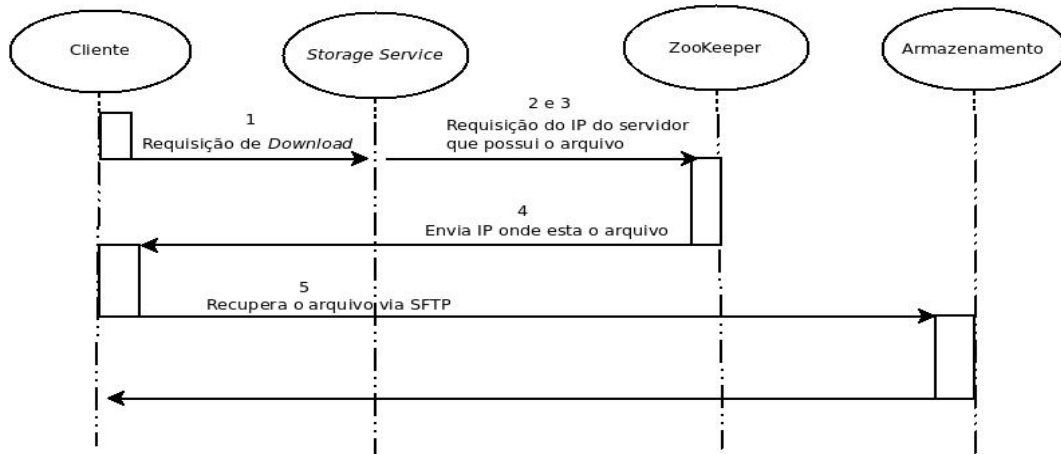 Cliente
Storage Service
ZooKeeper
Armazenamento
1
Requisição de Download
2 e 3
Requisição do IP do servidor
que possui o arquivo
4
Envia IP onde esta o arquivo
5
Recupera o arquivo via SFTP